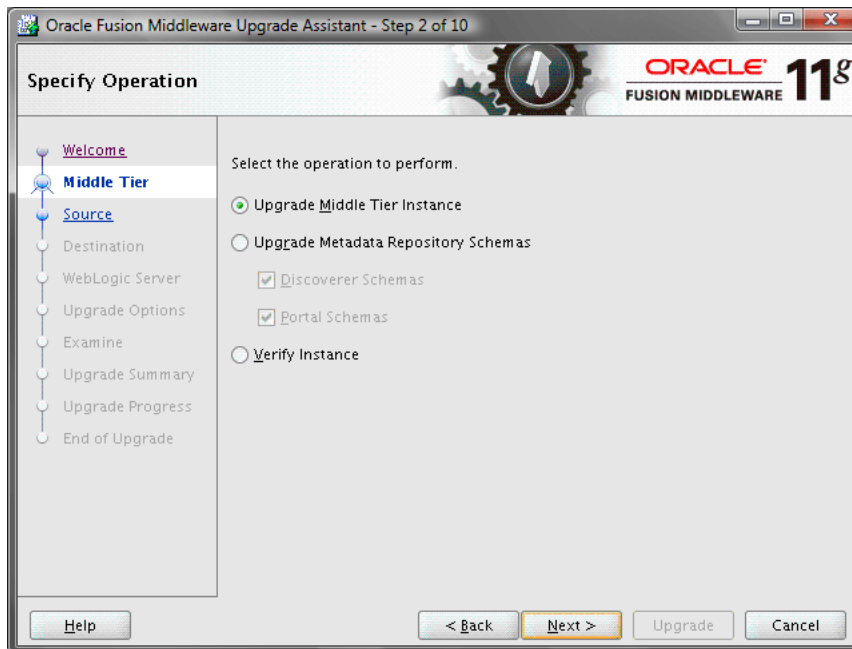 Oracle Fusion Middleware Upgrade Assistant - Step 2 of 10
Specify Operation
ORACLE
FUSION MIDDLEWARE
11g
Welcome
Middle Tier
Source
Destination
WebLogic Server
Upgrade Options
Examine
Upgrade Summary
Upgrade Progress
End of Upgrade
Select the operation to perform.
Upgrade Middle Tier Instance
Upgrade Metadata Repository Schemas
Discoverer Schemas
Portal Schemas
Verify Instance
Help
< Back
Next >
Upgrade
Cancel